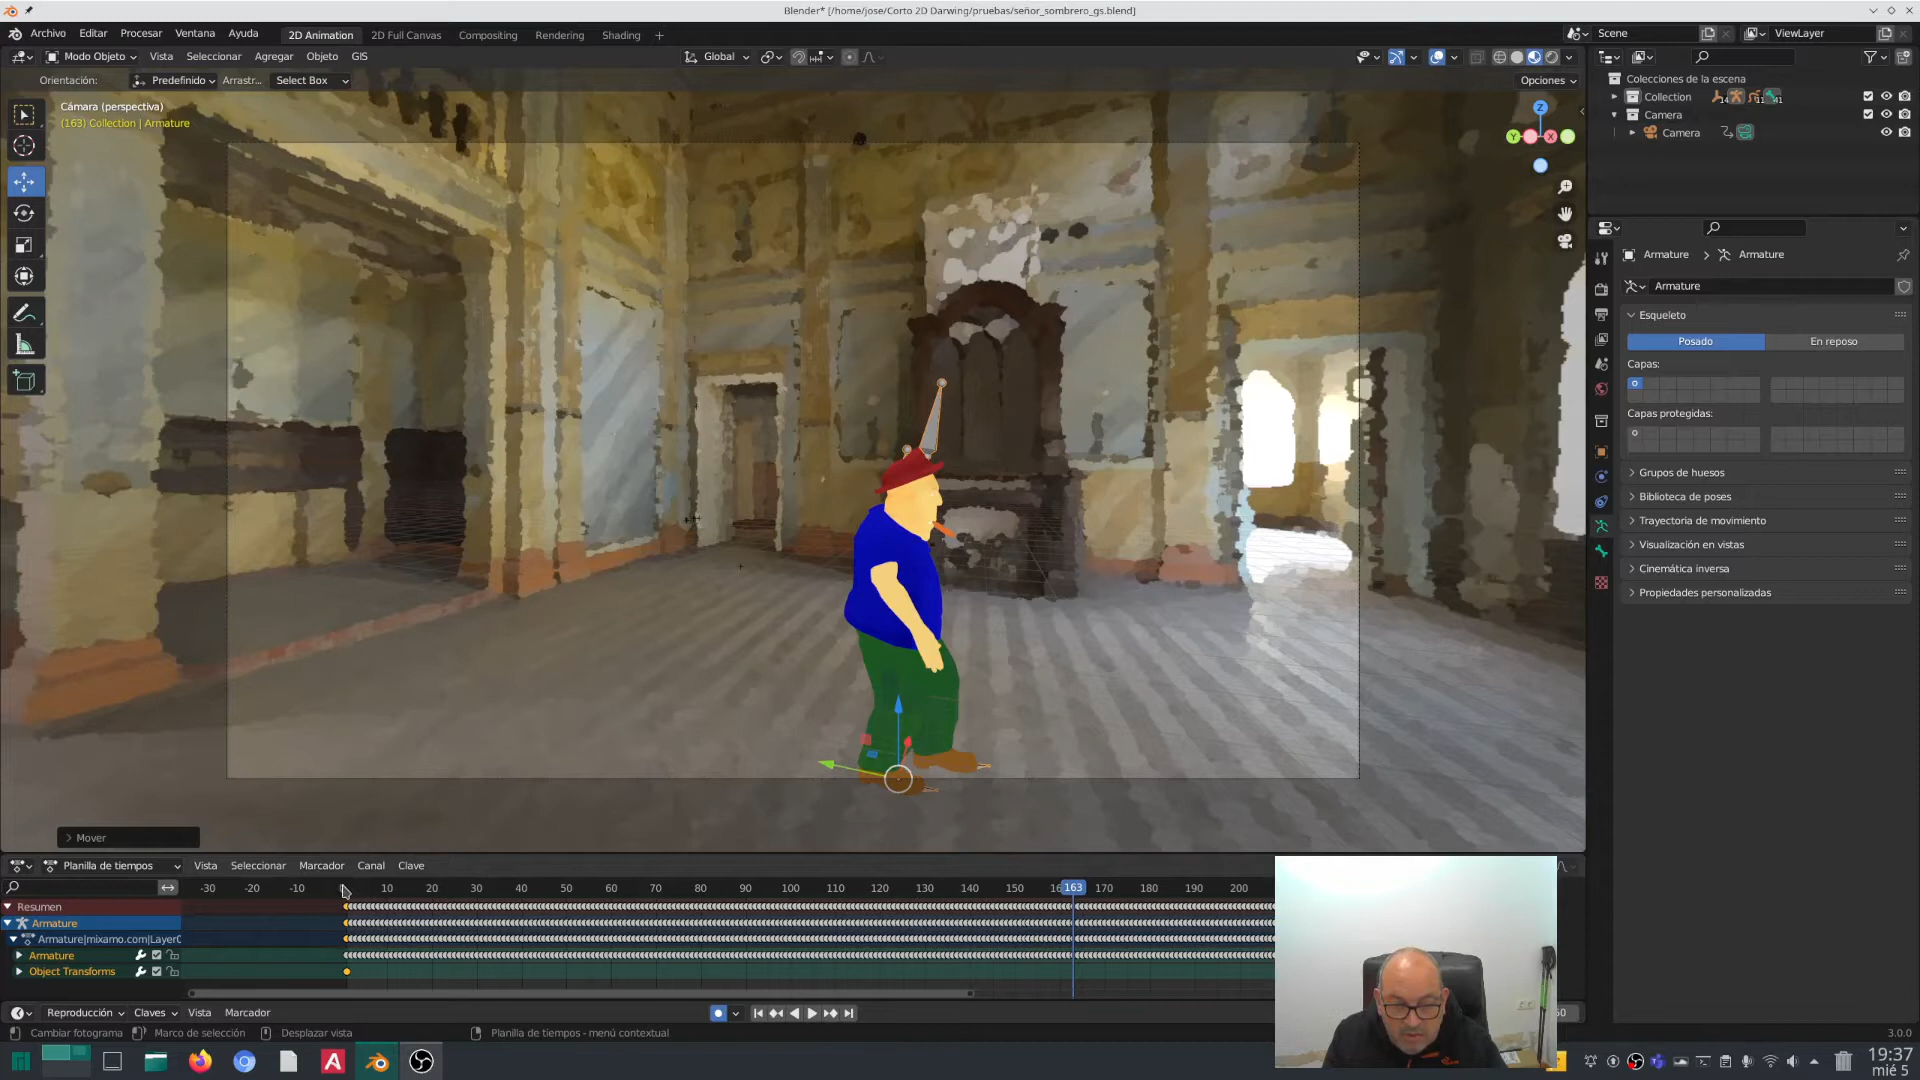 Blender* [/home/jose/Corto 2D Darwing/pruebas/señor_sombrero_gs.blend]
Archivo Editar Procesar Ventana Ayuda 2D Animation 2D Full Canvas Compositing Rendering Shading Scene ViewLayer
Modo Objeto Vista Seleccionar Agregar Objeto GIS Global
Orientación: Predefinido Arrastr... Select Box Opciones
Cámara (perspectiva)
(163) Collection | Armature
Z
Y X
Colecciones de la escena
Collection
Camera
Camera
Armature Armature
Armature
Esqueleto
Posado En reposo
Capas:
Capas protegidas:
Grupos de huesos
Biblioteca de poses
Trayectoria de movimiento
Visualización en vistas
Cinemática inversa
Propiedades personalizadas
Mover
Planilla de tiempos Vista Seleccionar Marcador Canal Clave
-30 -20 -10 10 20 30 40 50 60 70 80 90 100 110 120 130 140 150 163 170 180 190 200
Resumen
Armature
Armature|mixamo.com|Layer0
Armature
Object Transforms
Reproducción Claves Vista Marcador
Cambiar fotograma Marco de selección Desplazar vista Planilla de tiempos - menú contextual 3.0.0
19:37
mié 5